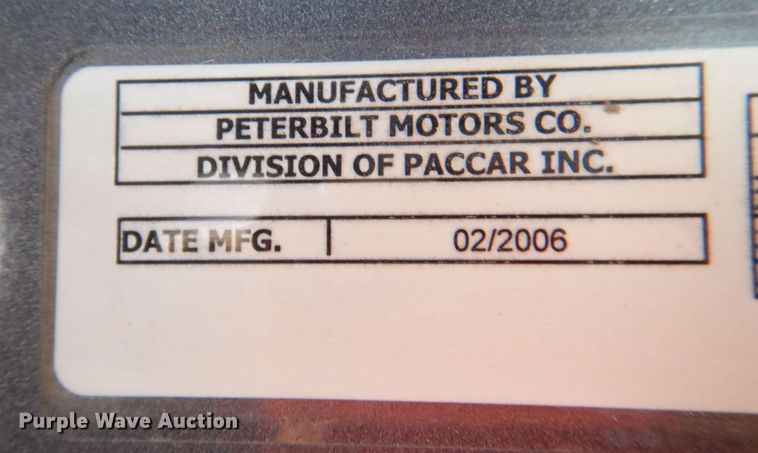 MANUFACTURED BY
PETERBILT MOTORS CO.
DIVISION OF PACCAR INC.
DATE MFG. 02/2006
Purple Wave Auction